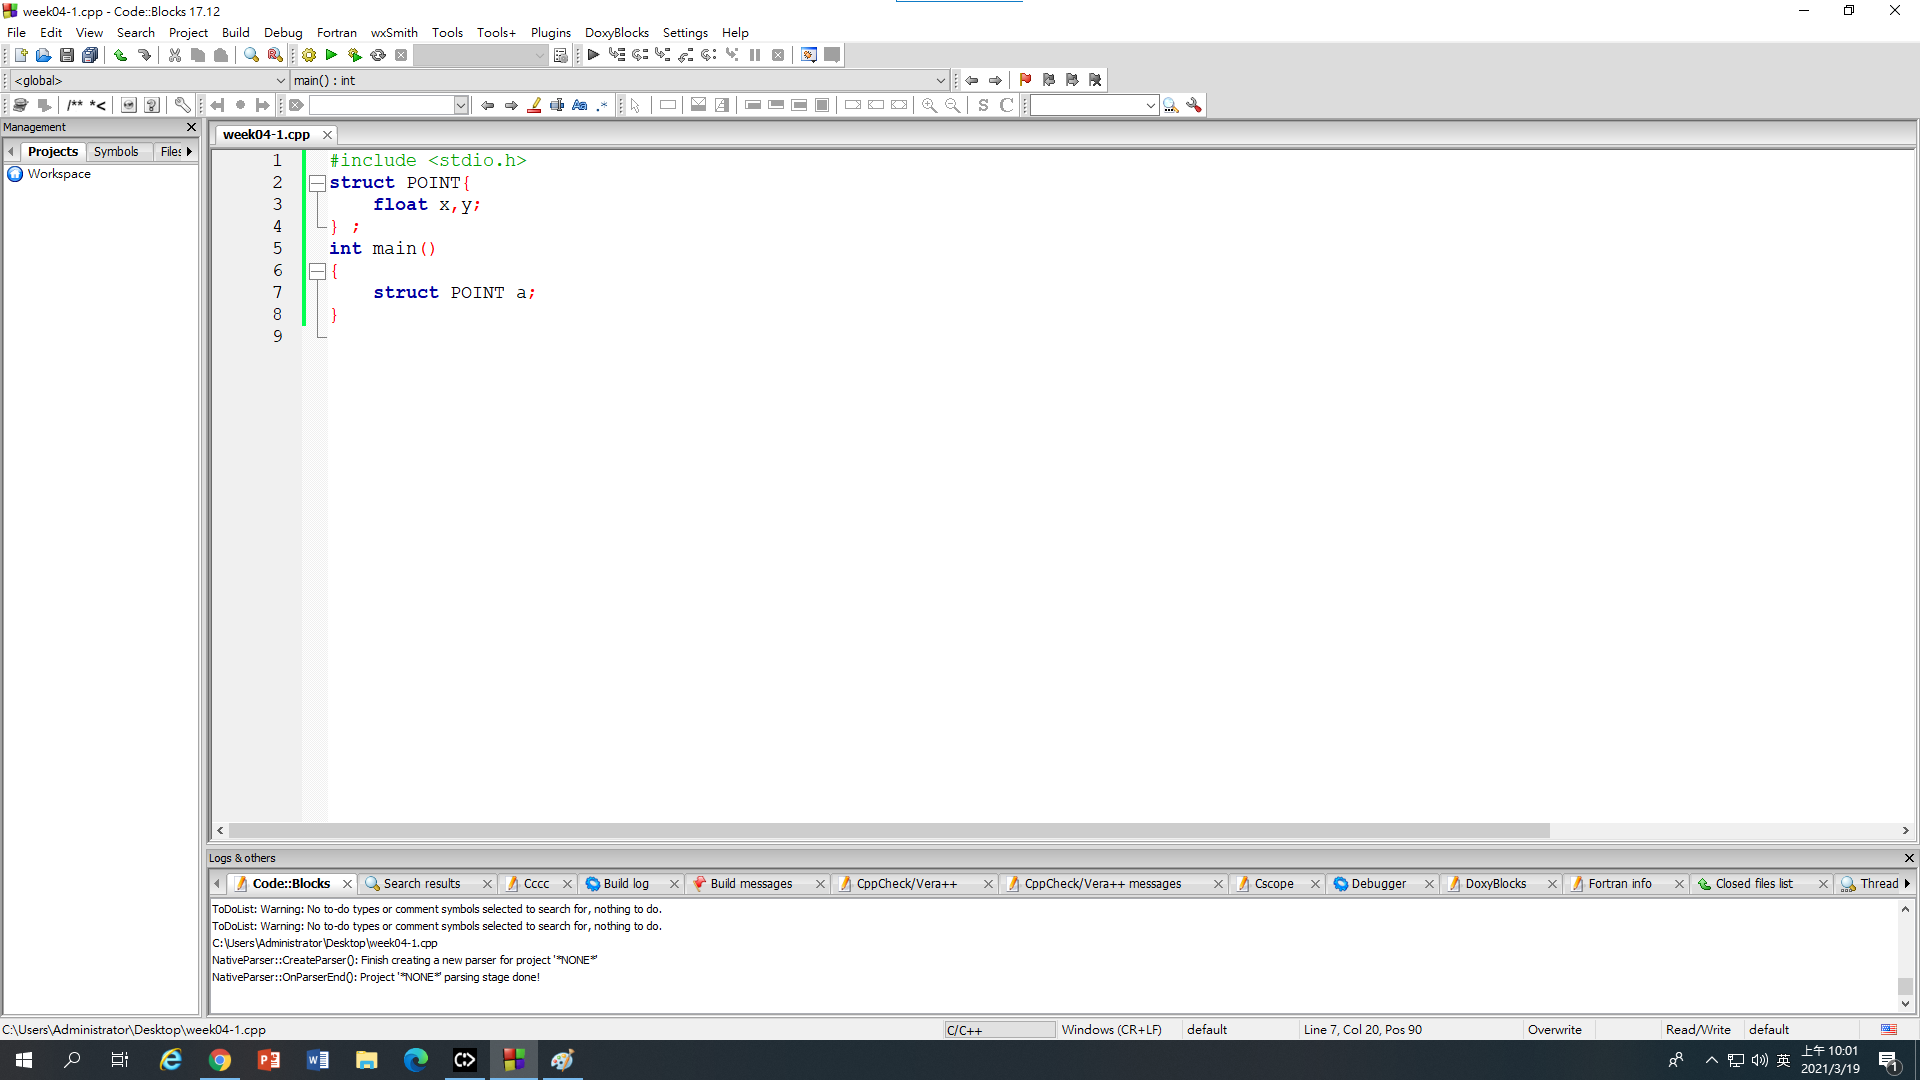 week04-1.cpp - Code::Blocks 17.12
File Edit View Search Project Build Debug Fortran wxSmith Tools Tools+ Plugins DoxyBlocks Settings Help
<global> main() : int
/** *< Aa .* S C
Management
Projects Symbols Files
Workspace
week04-1.cpp
1 #include <stdio.h>
2 struct POINT{
3 float x,y;
4 } ;
5 int main()
6 {
7 struct POINT a;
8 }
9
Logs & others
Code::Blocks Search results Cccc Build log Build messages CppCheck/Vera++ CppCheck/Vera++ messages Cscope Debugger DoxyBlocks Fortran info Closed files list Thread
ToDoList: Warning: No to-do types or comment symbols selected to search for, nothing to do.
ToDoList: Warning: No to-do types or comment symbols selected to search for, nothing to do.
C:\Users\Administrator\Desktop\week04-1.cpp
NativeParser::CreateParser(): Finish creating a new parser for project '*NONE*'
NativeParser::OnParserEnd(): Project '*NONE*' parsing stage done!
C:\Users\Administrator\Desktop\week04-1.cpp C/C++ Windows (CR+LF) default Line 7, Col 20, Pos 90 Overwrite Read/Write default
英 上午 10:01
2021/3/19
1